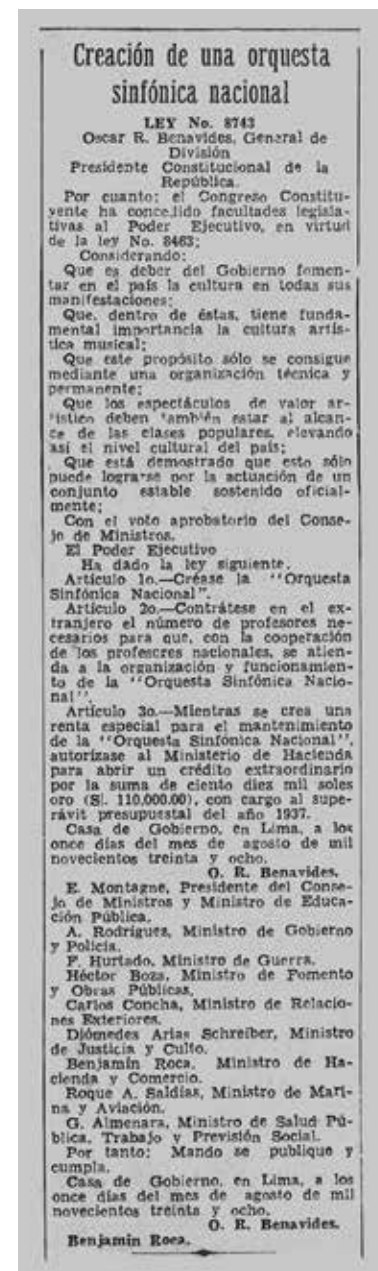 Creación de una orquesta
sinfónica nacional
LEY No. 8743
Oscar R. Benavides, General de
División
Presidente Constitucional de la
República.
Por cuanto: el Congreso Constitu-
yente ha concedido facultades legisla-
tivas al Poder Ejecutivo, en virtud
de la ley No. 8463;
Considerando:
Que es deber del Gobierno fomen-
tar en el país la cultura en todas sus
manifestaciones;
Que, dentro de éstas, tiene funda-
mental importancia la cultura artís-
tica musical;
Que este propósito sólo se consigue
mediante una organización técnica y
permanente;
Que los espectáculos de valor ar-
tístico deben también estar al alcan-
ce de las clases populares, elevando
así el nivel cultural del país;
Que está demostrado que esto sólo
puede lograrse por la actuación de un
conjunto estable sostenido oficial-
mente;
Con el voto aprobatorio del Conse-
jo de Ministros.
El Poder Ejecutivo
Ha dado la ley siguiente.
Artículo 1o.—Créase la "Orquesta
Sinfónica Nacional".
Artículo 2o.—Contrátese en el ex-
tranjero el número de profesores ne-
cesarios para que, con la cooperación
de los profesores nacionales, se atien-
da a la organización y funcionamien-
to de la "Orquesta Sinfónica Nacio-
nal".
Artículo 3o.—Mientras se crea una
renta especial para el mantenimiento
de la "Orquesta Sinfónica Nacional",
autorízase al Ministerio de Hacienda
para abrir un crédito extraordinario
por la suma de ciento diez mil soles
oro (S|. 110,000.00), con cargo al supe-
rávit presupuestal del año 1937.
Casa de Gobierno, en Lima, a los
once días del mes de agosto de mil
novecientos treinta y ocho.
O. R. Benavides.
E. Montagne, Presidente del Conse-
jo de Ministros y Ministro de Educa-
ción Pública.
A. Rodríguez, Ministro de Gobierno
y Policía.
F. Hurtado, Ministro de Guerra.
Héctor Boza, Ministro de Fomento
y Obras Públicas.
Carlos Concha, Ministro de Relacio-
nes Exteriores.
Diómedes Arias Schreiber, Ministro
de Justicia y Culto.
Benjamín Roca, Ministro de Ha-
cienda y Comercio.
Roque A. Saldías, Ministro de Mari-
na y Aviación.
G. Almenara, Ministro de Salud Pú-
blica, Trabajo y Previsión Social.
Por tanto: Mando se publique y
cumpla.
Casa de Gobierno, en Lima, a los
once días del mes de agosto de mil
novecientos treinta y ocho.
O. R. Benavides.
Benjamín Roca.